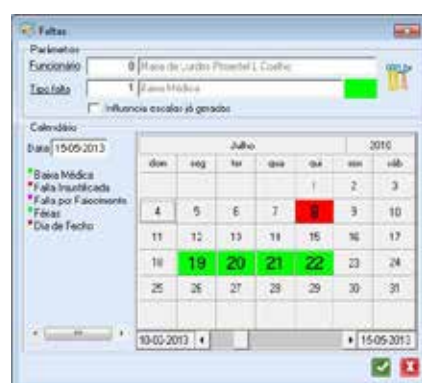 Faltas
Parâmetros
Funcionário 0 Maria de Lurdes Pimentel L Coelho
Tipo falta 1 Baixa Médica
Influencia escalas já geradas
Calendário
Data 15-05-2013
Baixa Médica
Falta Injustificada
Falta por Falecimento
Férias
Dia de Fecho
Julho 2010
dom seg ter qua qui sex sáb
1 2 3
4 5 6 7 8 9 10
11 12 13 14 15 16 17
18 19 20 21 22 23 24
25 26 27 28 29 30 31
10-02-2013 15-05-2013